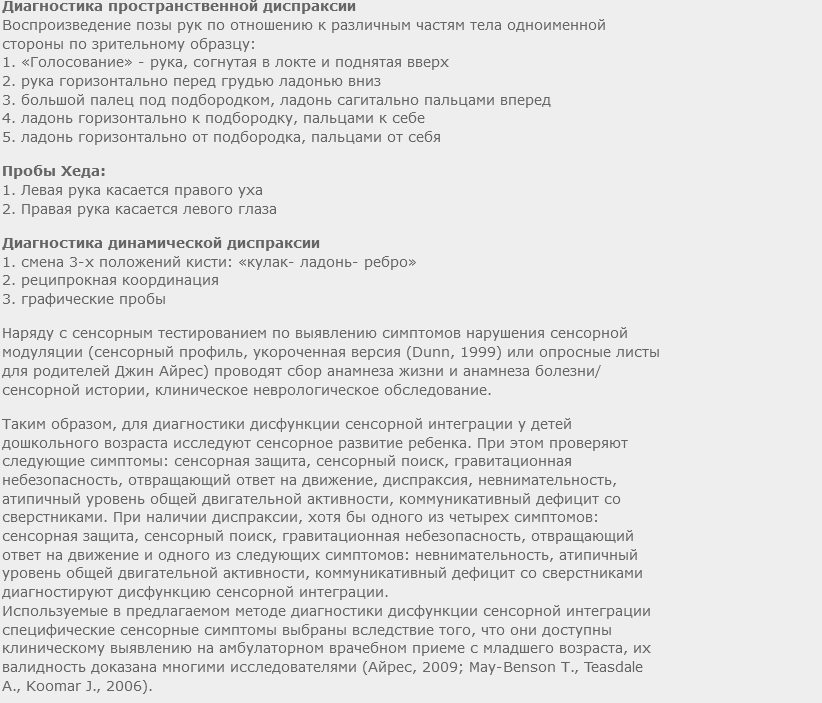 Диагностика пространственной диспраксии
Воспроизведение позы рук по отношению к различным частям тела одноименной
стороны по зрительному образцу:
1. «Голосование» - рука, согнутая в локте и поднятая вверх
2. рука горизонтально перед грудью ладонью вниз
3. большой палец под подбородком, ладонь сагитально пальцами вперед
4. ладонь горизонтально к подбородку, пальцами к себе
5. ладонь горизонтально от подбородка, пальцами от себя
Пробы Хеда:
1. Левая рука касается правого уха
2. Правая рука касается левого глаза
Диагностика динамической диспраксии
1. смена 3-х положений кисти: «кулак- ладонь- ребро»
2. реципрокная координация
3. графические пробы
Наряду с сенсорным тестированием по выявлению симптомов нарушения сенсорной
модуляции (сенсорный профиль, укороченная версия (Dunn, 1999) или опросные листы
для родителей Джин Айрес) проводят сбор анамнеза жизни и анамнеза болезни/
сенсорной истории, клиническое неврологическое обследование.
Таким образом, для диагностики дисфункции сенсорной интеграции у детей
дошкольного возраста исследуют сенсорное развитие ребенка. При этом проверяют
следующие симптомы: сенсорная защита, сенсорный поиск, гравитационная
небезопасность, отвращающий ответ на движение, диспраксия, невнимательность,
атипичный уровень общей двигательной активности, коммуникативный дефицит со
сверстниками. При наличии диспраксии, хотя бы одного из четырех симптомов:
сенсорная защита, сенсорный поиск, гравитационная небезопасность, отвращающий
ответ на движение и одного из следующих симптомов: невнимательность, атипичный
уровень общей двигательной активности, коммуникативный дефицит со сверстниками
диагностируют дисфункцию сенсорной интеграции.
Используемые в предлагаемом методе диагностики дисфункции сенсорной интеграции
специфические сенсорные симптомы выбраны вследствие того, что они доступны
клиническому выявлению на амбулаторном врачебном приеме с младшего возраста, их
валидность доказана многими исследователями (Айрес, 2009; May-Benson T., Teasdale
A., Koomar J., 2006).